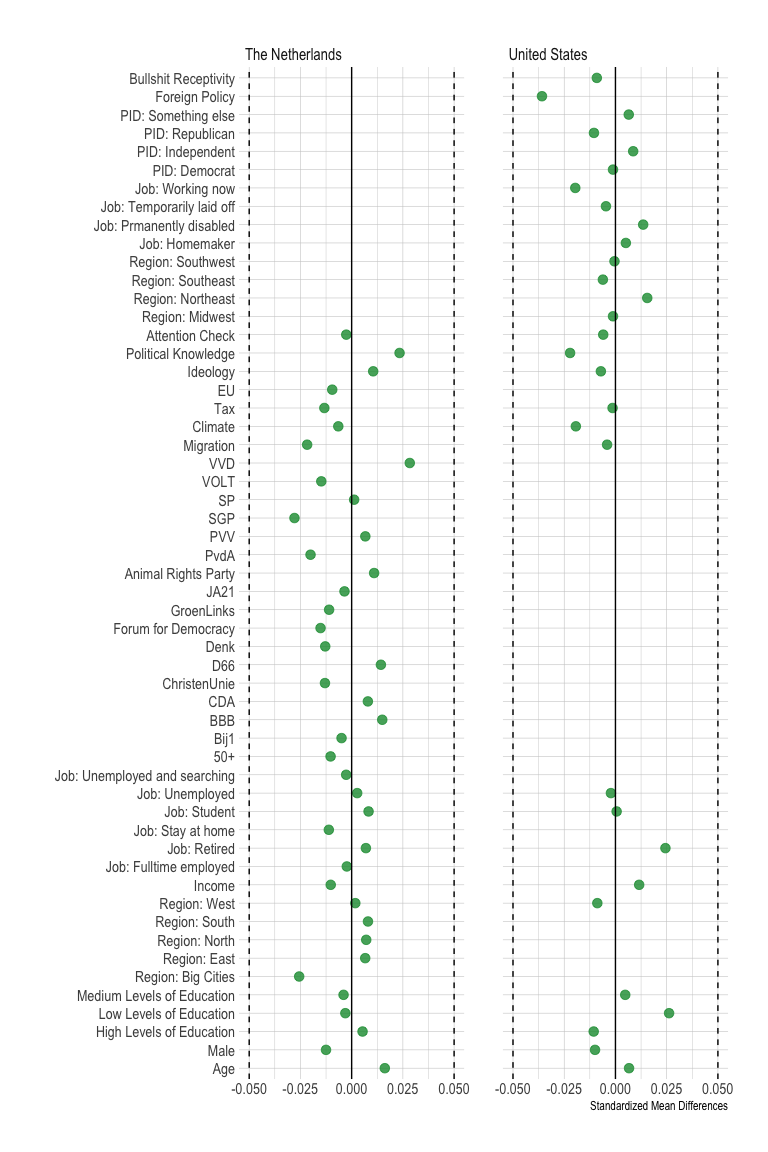 The Netherlands United States
Bullshit Receptivity
Foreign Policy
PID: Something else
PID: Republican
PID: Independent
PID: Democrat
Job: Working now
Job: Temporarily laid off
Job: Prmanently disabled
Job: Homemaker
Region: Southwest
Region: Southeast
Region: Northeast
Region: Midwest
Attention Check
Political Knowledge
Ideology
EU
Tax
Climate
Migration
VVD
VOLT
SP
SGP
PVV
PvdA
Animal Rights Party
JA21
GroenLinks
Forum for Democracy
Denk
D66
ChristenUnie
CDA
BBB
Bij1
50+
Job: Unemployed and searching
Job: Unemployed
Job: Student
Job: Stay at home
Job: Retired
Job: Fulltime employed
Income
Region: West
Region: South
Region: North
Region: East
Region: Big Cities
Medium Levels of Education
Low Levels of Education
High Levels of Education
Male
Age
-0.050 -0.025 0.000 0.025 0.050 -0.050 -0.025 0.000 0.025 0.050
Standardized Mean Differences